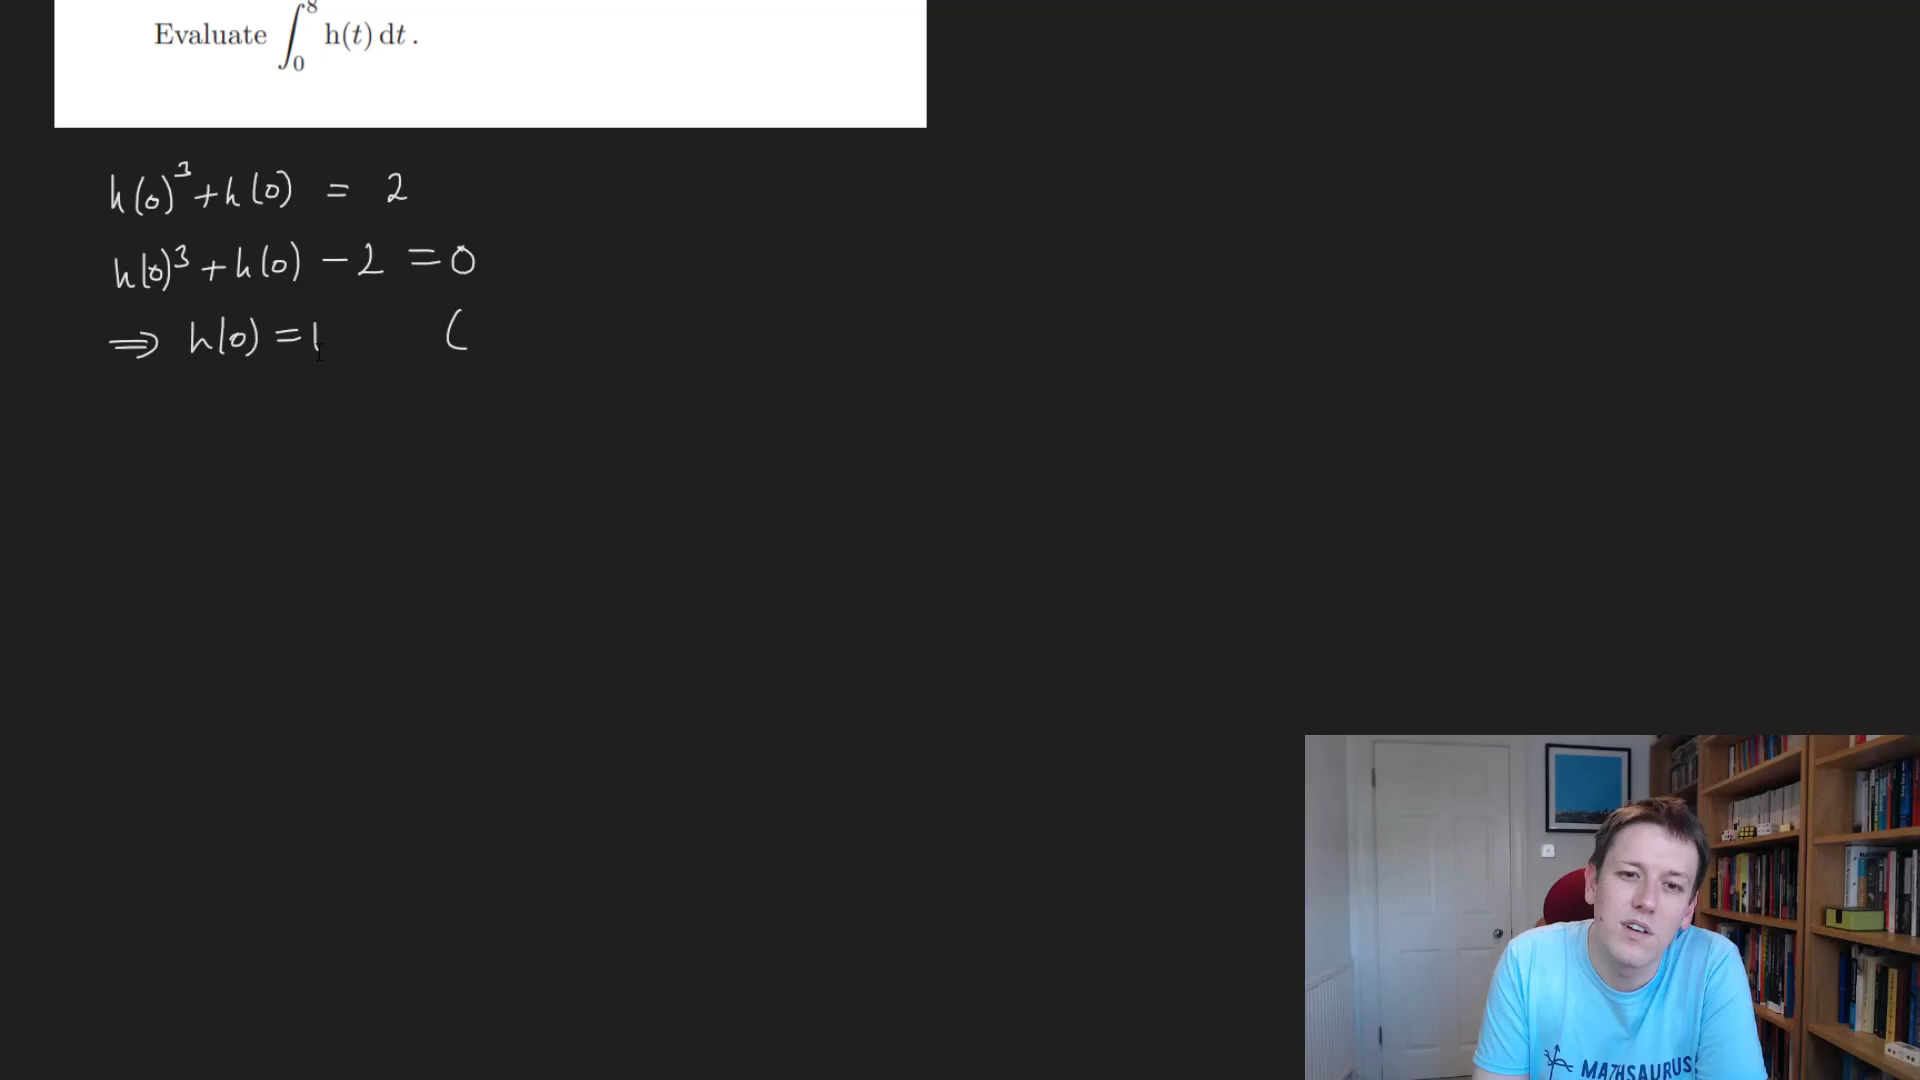 Evaluate ∫₀⁸ h(t) dt .
h(0)³ + h(0) = 2
h(0)³ + h(0) − 2 = 0
⇒ h(0) = 1 (
MATHSAURUS